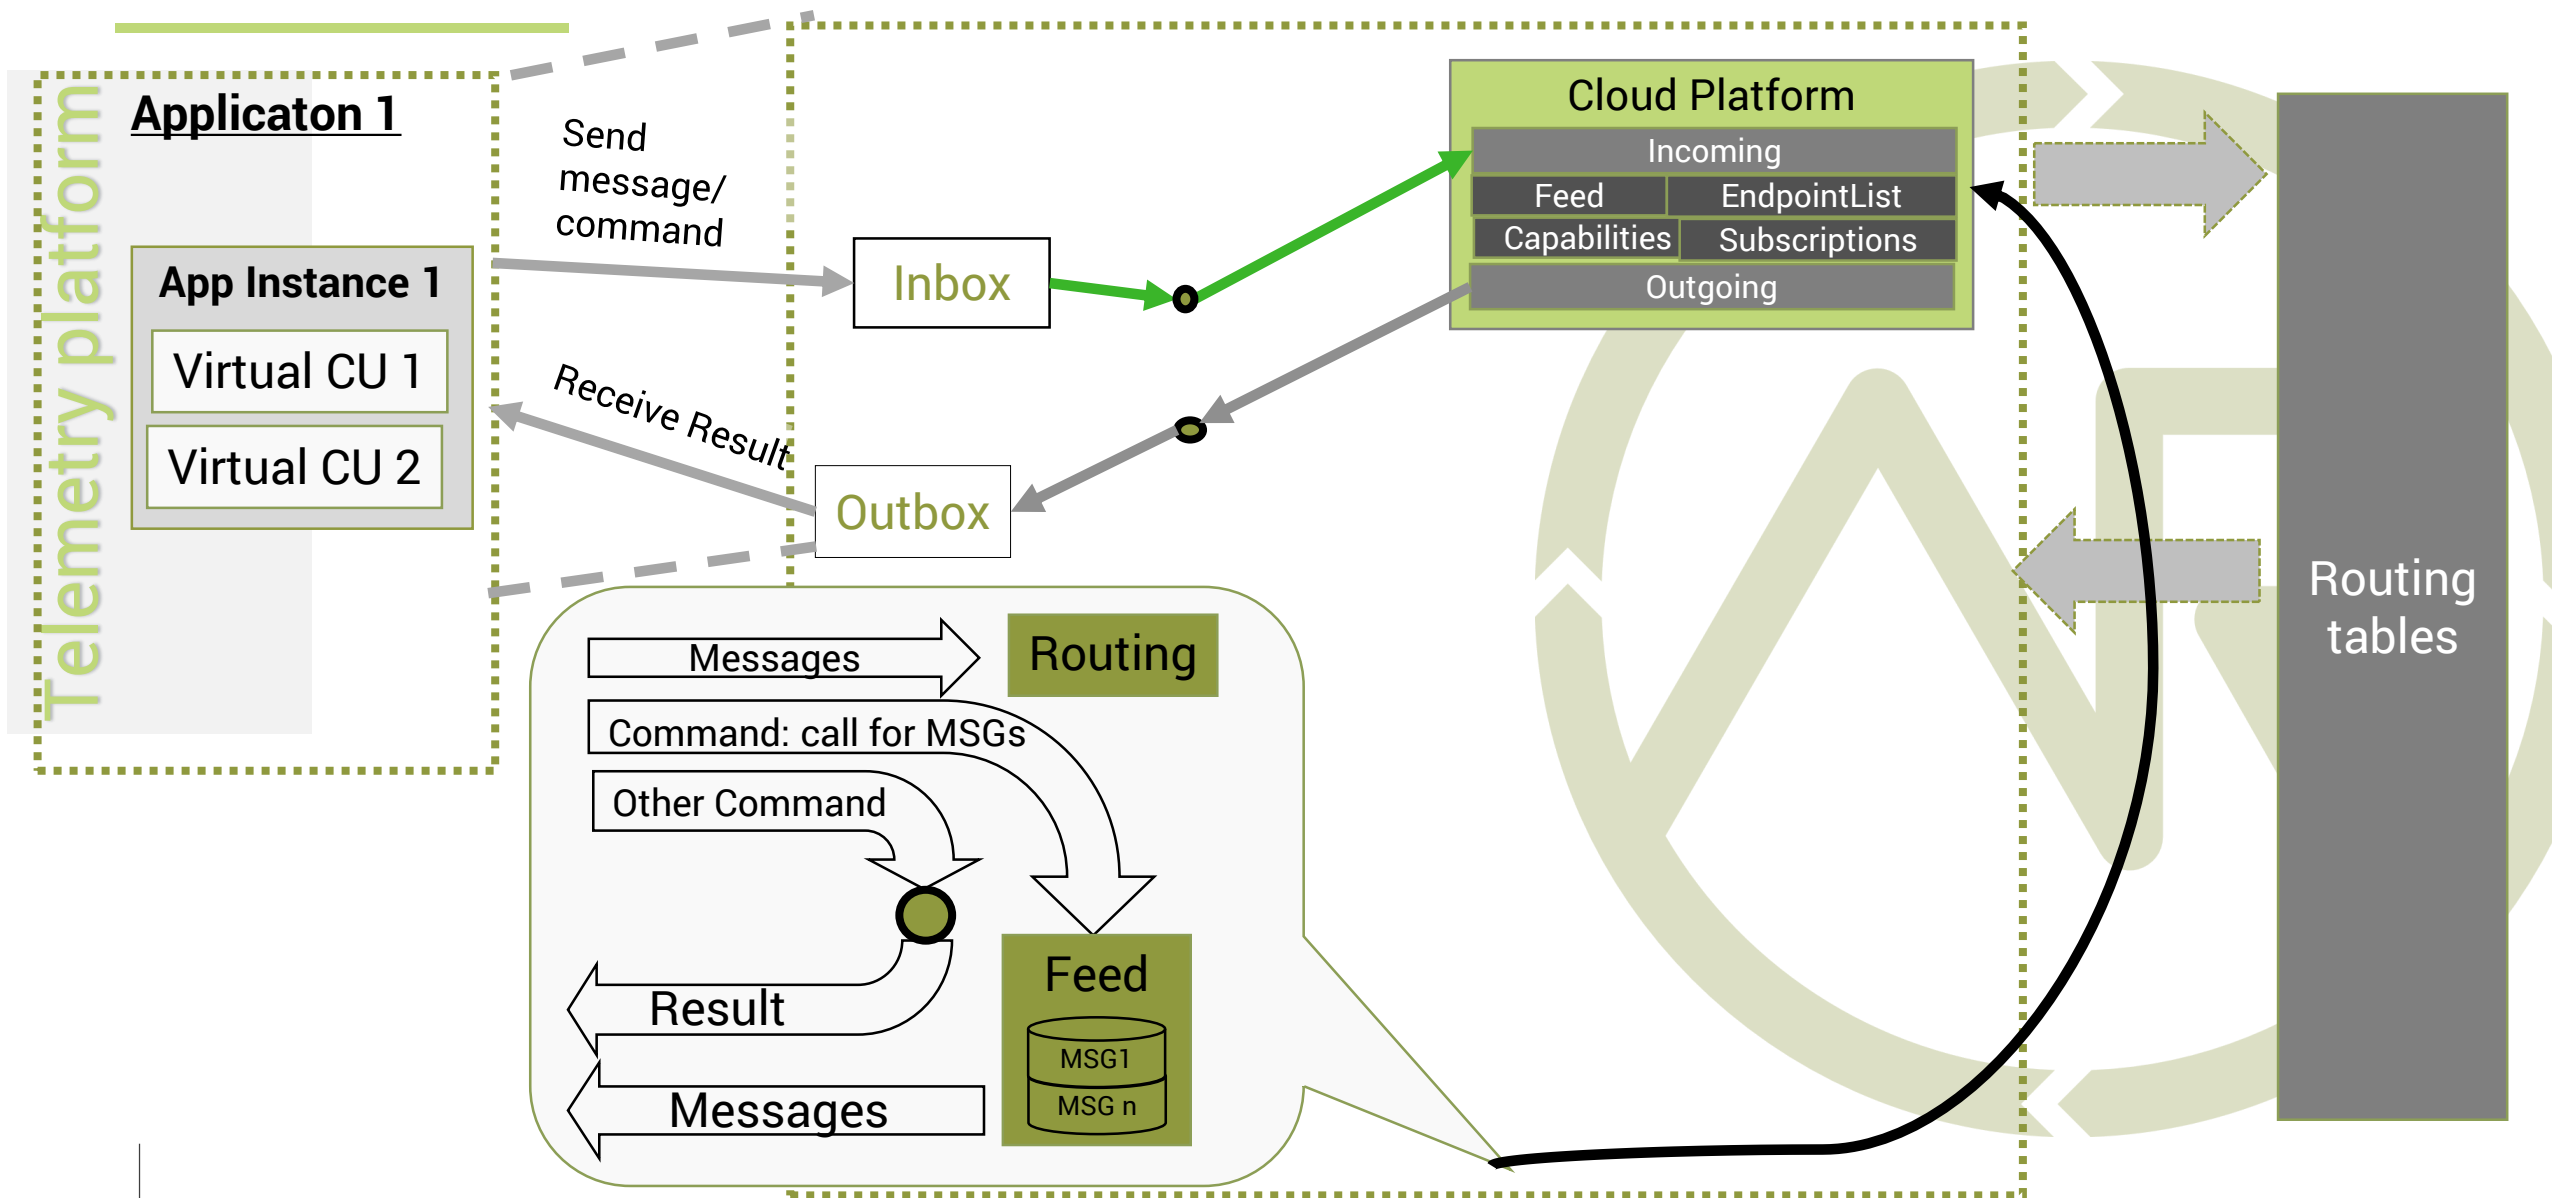 Telemetry platform
Applicaton 1
App Instance 1
Virtual CU 1
Virtual CU 2
Send
message/
command
Receive Result
Inbox
Outbox
Cloud Platform
Incoming
Feed
EndpointList
Capabilities
Subscriptions
Outgoing
Routing
tables
Messages
Routing
Command: call for MSGs
Other Command
Result
Messages
Feed
MSG1
MSG n